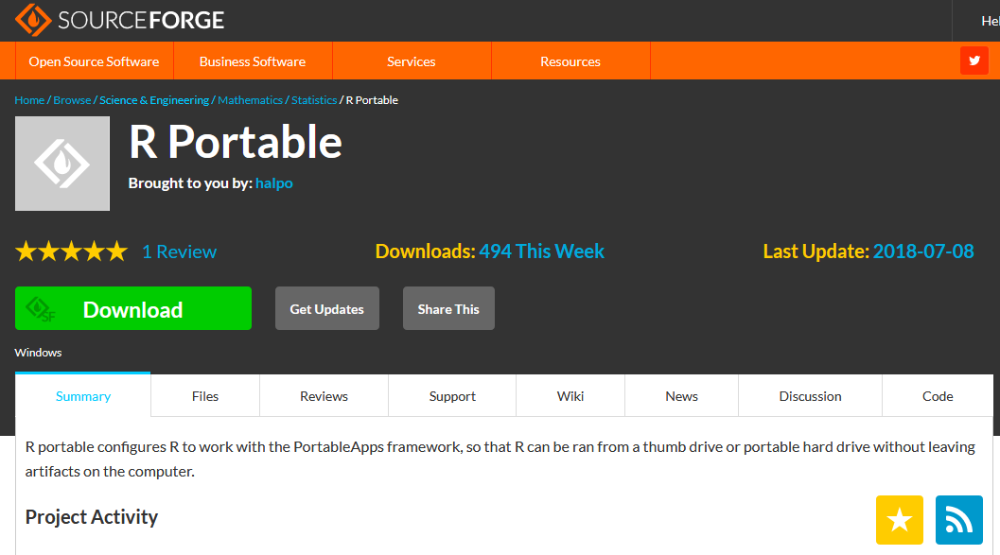 SOURCEFORGE
Hel
Open Source Software Business Software Services Resources
Home / Browse / Science & Engineering / Mathematics / Statistics / R Portable
R Portable
Brought to you by: halpo
1 Review Downloads: 494 This Week Last Update: 2018-07-08
SF Download Get Updates Share This
Windows
Summary Files Reviews Support Wiki News Discussion Code
R portable configures R to work with the PortableApps framework, so that R can be ran from a thumb drive or portable hard drive without leaving
artifacts on the computer.
Project Activity